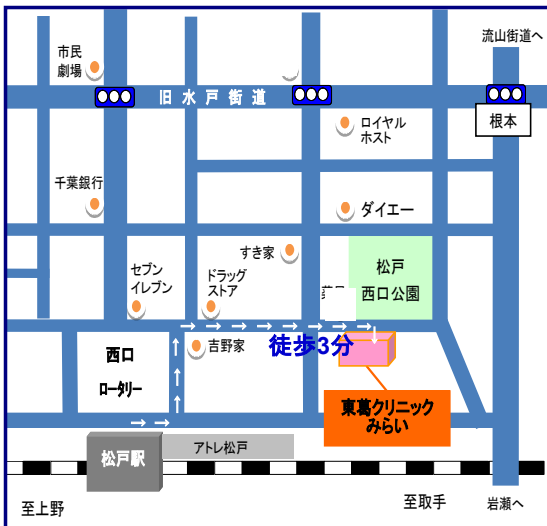 流山街道へ
市民
劇場
旧水戸街道
根本
ロイヤル
ホスト
千葉銀行
ダイエー
すき家
松戸
西口公園
セブン
イレブン
ドラッグ
ストア
吉野家
徒歩3分
西口
ロータリー
東葛クリニック
みらい
松戸駅
アトレ松戸
至上野
至取手
岩瀬へ